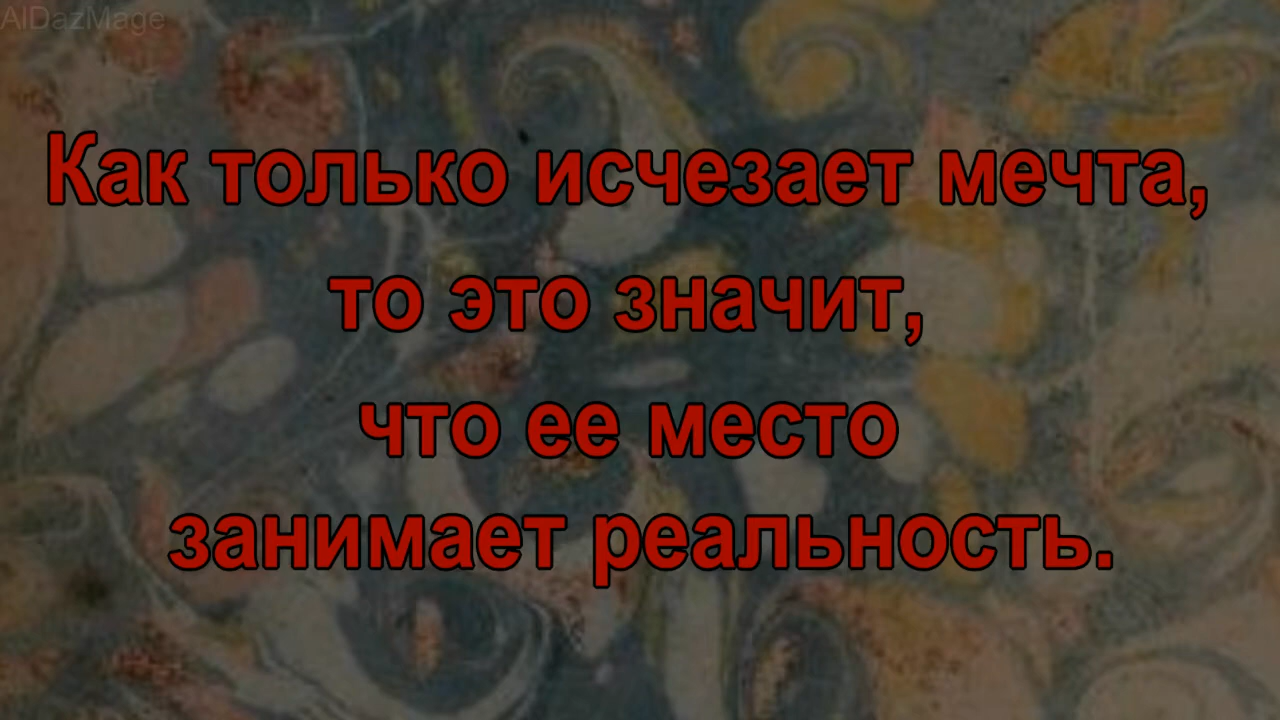 AlDazMage
Как только исчезает мечта,
то это значит,
что ее место
занимает реальность.